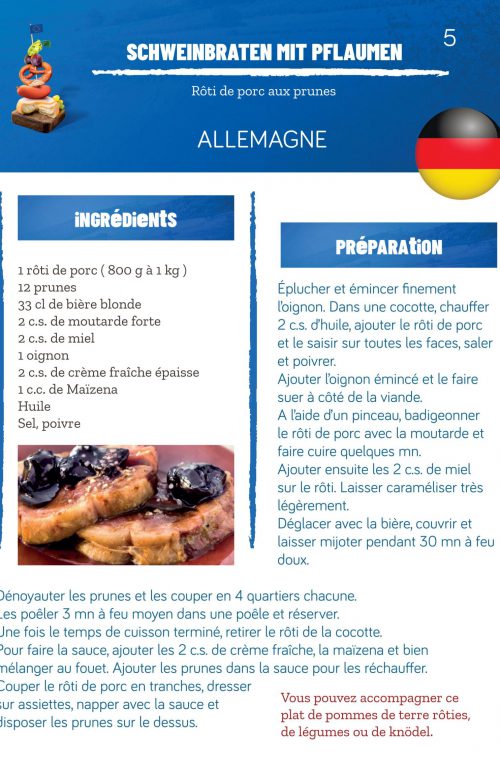 5
SCHWEINBRATEN MIT PFLAUMEN
Rôti de porc aux prunes
ALLEMAGNE
INGRÉDIENTS
1 rôti de porc ( 800 g à 1 kg )
12 prunes
33 cl de bière blonde
2 c.s. de moutarde forte
2 c.s. de miel
1 oignon
2 c.s. de crème fraîche épaisse
1 c.c. de Maïzena
Huile
Sel, poivre
PRÉPARATION
Éplucher et émincer finement
l'oignon. Dans une cocotte, chauffer
2 c.s. d'huile, ajouter le rôti de porc
et le saisir sur toutes les faces, saler
et poivrer.
Ajouter l'oignon émincé et le faire
suer à côté de la viande.
A l'aide d'un pinceau, badigeonner
le rôti de porc avec la moutarde et
faire cuire quelques mn.
Ajouter ensuite les 2 c.s. de miel
sur le rôti. Laisser caraméliser très
légèrement.
Déglacer avec la bière, couvrir et
laisser mijoter pendant 30 mn à feu
doux.
Dénoyauter les prunes et les couper en 4 quartiers chacune.
Les poêler 3 mn à feu moyen dans une poêle et réserver.
Une fois le temps de cuisson terminé, retirer le rôti de la cocotte.
Pour faire la sauce, ajouter les 2 c.s. de crème fraîche, la maïzena et bien
mélanger au fouet. Ajouter les prunes dans la sauce pour les réchauffer.
Couper le rôti de porc en tranches, dresser
sur assiettes, napper avec la sauce et
disposer les prunes sur le dessus.
Vous pouvez accompagner ce
plat de pommes de terre rôties,
de légumes ou de knödel.